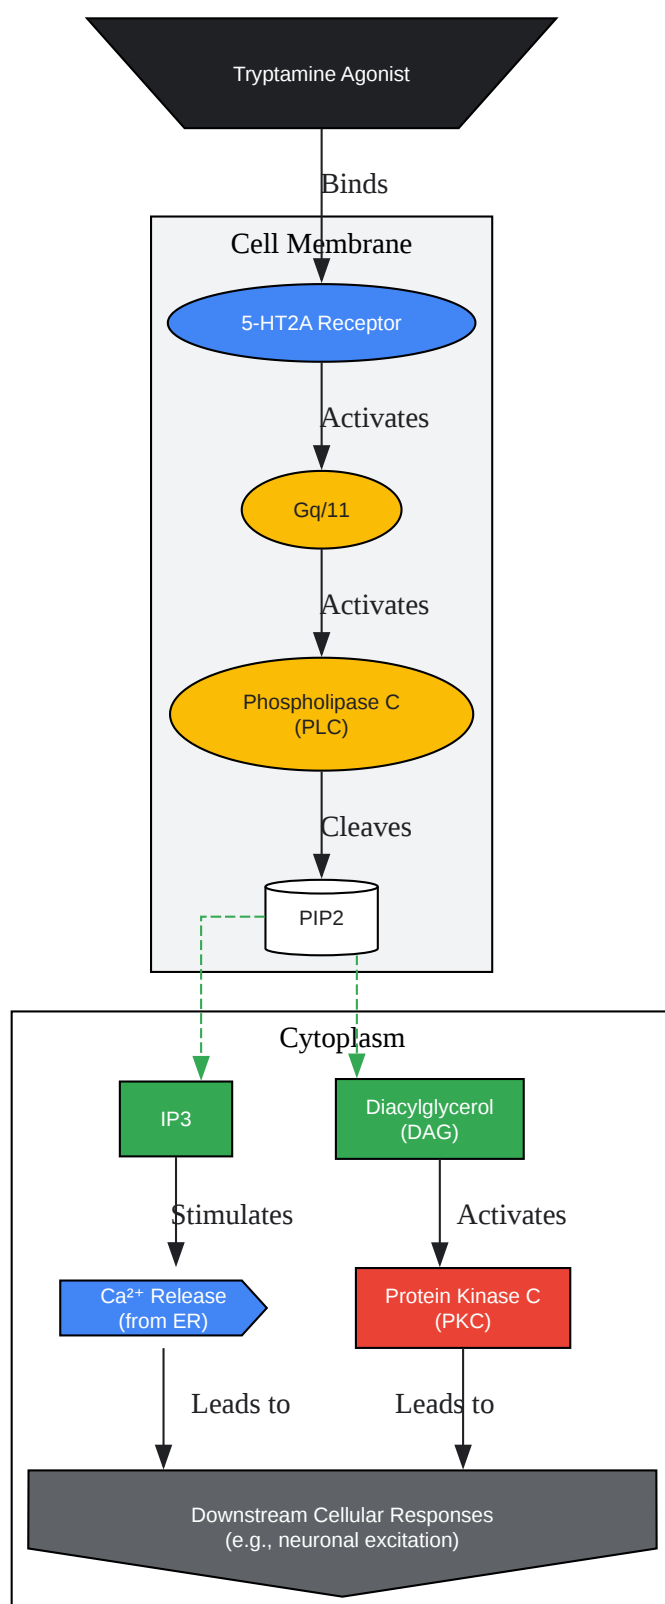 Tryptamine Agonist
Binds
Cell Membrane
5-HT2A Receptor
Activates
Gq/11
Activates
Phospholipase C
(PLC)
Cleaves
PIP2
Cytoplasm
IP3
Diacylglycerol
(DAG)
Stimulates
Activates
Ca²⁺ Release
(from ER)
Protein Kinase C
(PKC)
Leads to
Leads to
Downstream Cellular Responses
(e.g., neuronal excitation)